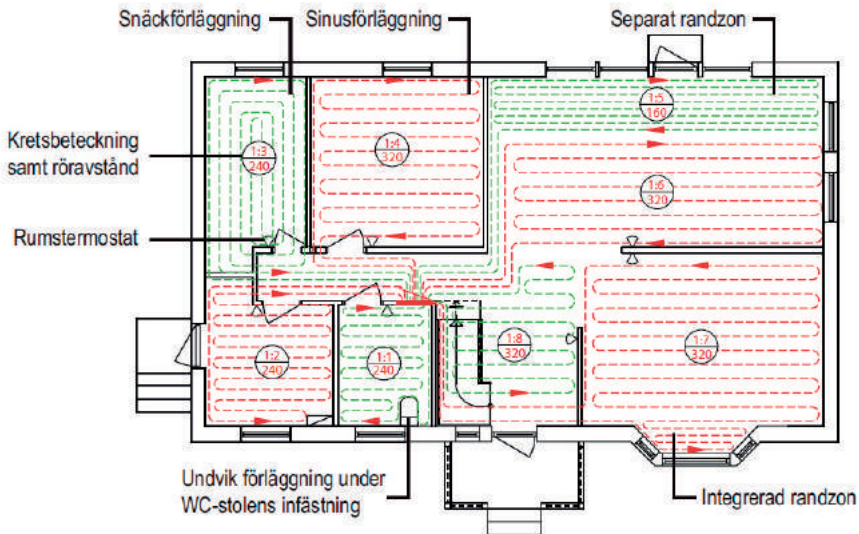 Snäckförläggning
Sinusförläggning
Separat randzon
Kretsbeteckning
samt röravstånd
Rumstermostat
1:3
240
1:4
320
1:5
160
1:6
320
1:2
240
1:1
240
1:8
320
1:7
320
Undvik förläggning under
WC-stolens infästning
Integrerad randzon